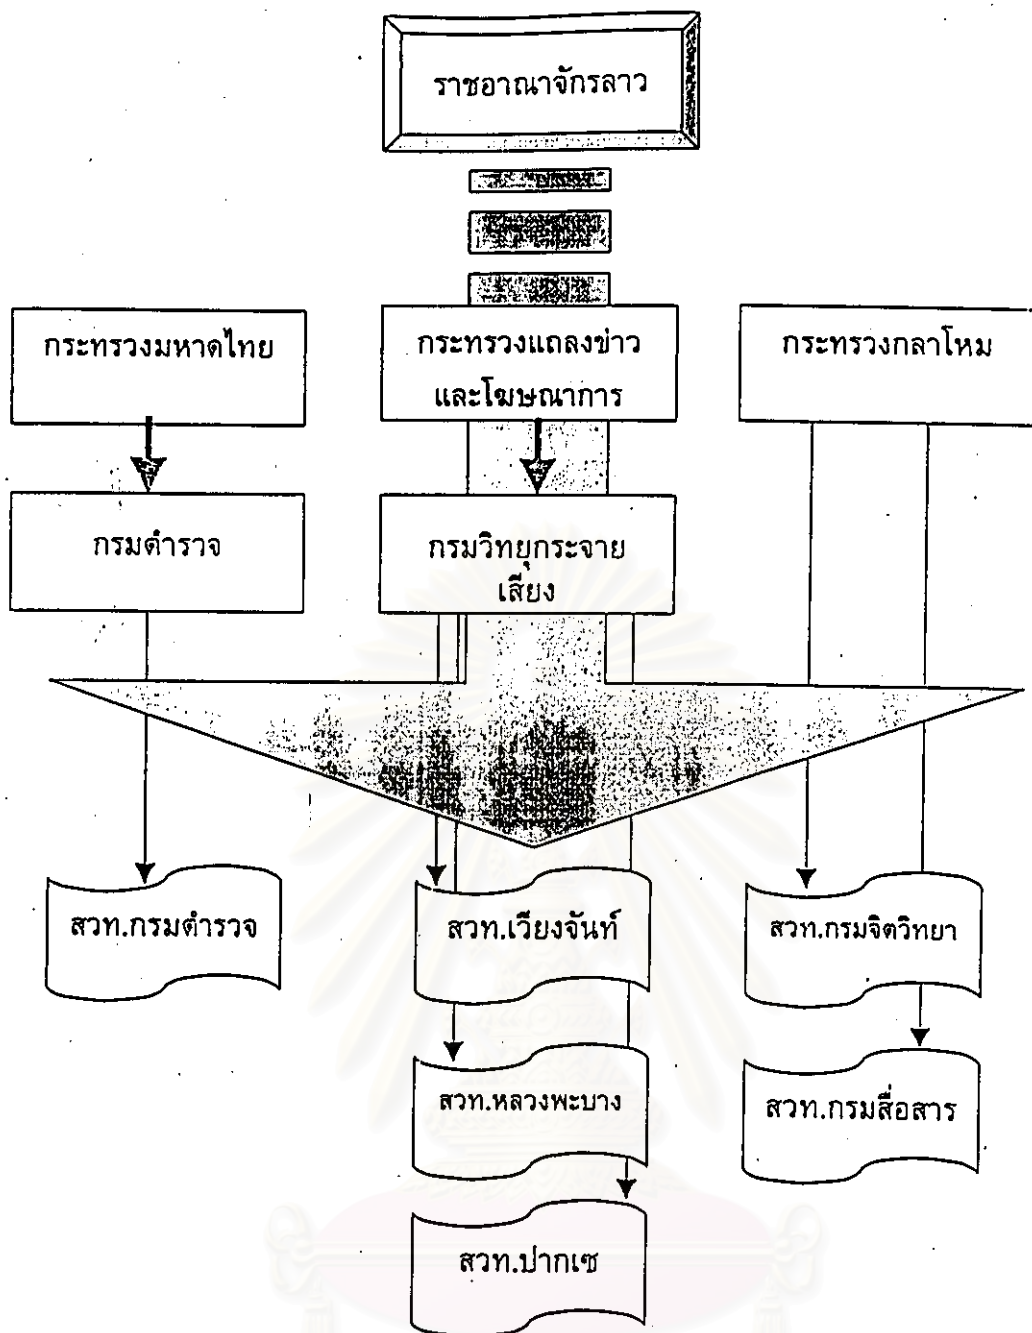 ราชอาณาจักรลาว
กระทรวงมหาดไทย
กระทรวงแถลงข่าว
และโฆษณาการ
กระทรวงกลาโหม
กรมตำรวจ
กรมวิทยุกระจาย
เสียง
สวท.กรมตำรวจ
สวท.เวียงจันท์
สวท.กรมจิตวิทยา
สวท.หลวงพะบาง
สวท.กรมสื่อสาร
สวท.ปากเซ